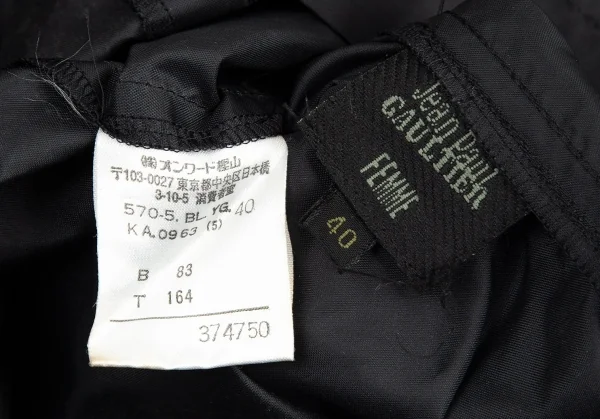 ㈱オンワード樫山
〒103-0027 東京都中央区日本橋
3-10-5 消費者室
570-5. BL. YG. 40
KA.0963 (5)
B 83
T 164
374750
Jean Paul
GAULTIER
FEMME
40